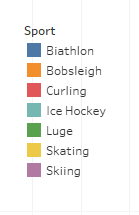 Sport
Biathlon
Bobsleigh
Curling
Ice Hockey
Luge
Skating
Skiing